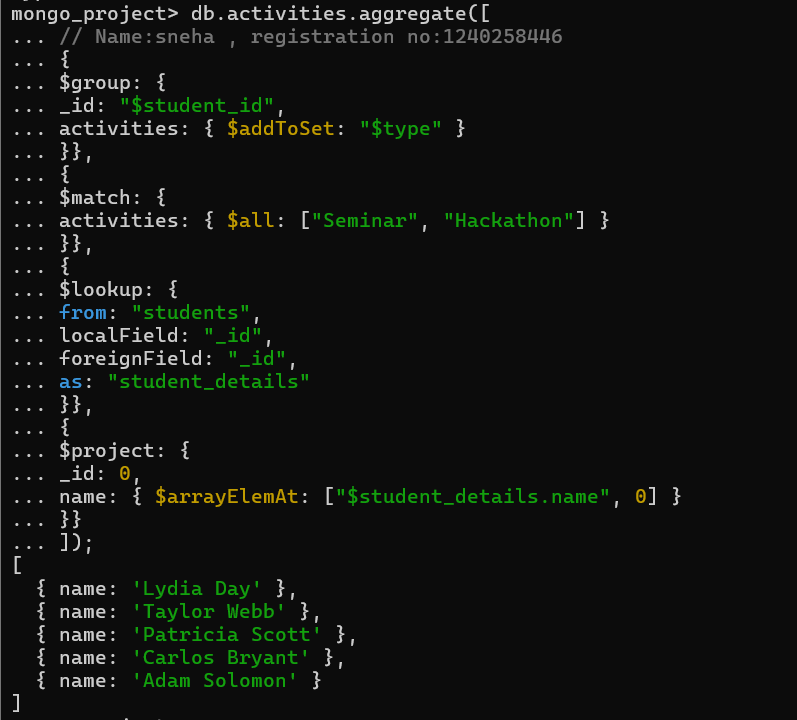 mongo_project> db.activities.aggregate([
... // Name:sneha , registration no:1240258446
... {
... $group: {
... _id: "$student_id",
... activities: { $addToSet: "$type" }
... }},
... {
... $match: {
... activities: { $all: ["Seminar", "Hackathon"] }
... }},
... {
... $lookup: {
... from: "students",
... localField: "_id",
... foreignField: "_id",
... as: "student_details"
... }},
... {
... $project: {
... _id: 0,
... name: { $arrayElemAt: ["$student_details.name", 0] }
... }}
... ]);
[
  { name: 'Lydia Day' },
  { name: 'Taylor Webb' },
  { name: 'Patricia Scott' },
  { name: 'Carlos Bryant' },
  { name: 'Adam Solomon' }
]